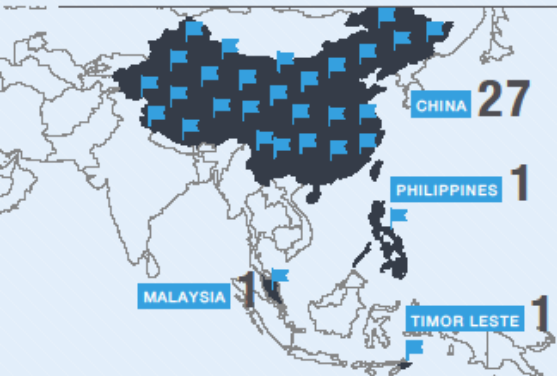 CHINA 27
PHILIPPINES 1
MALAYSIA 1
TIMOR LESTE 1